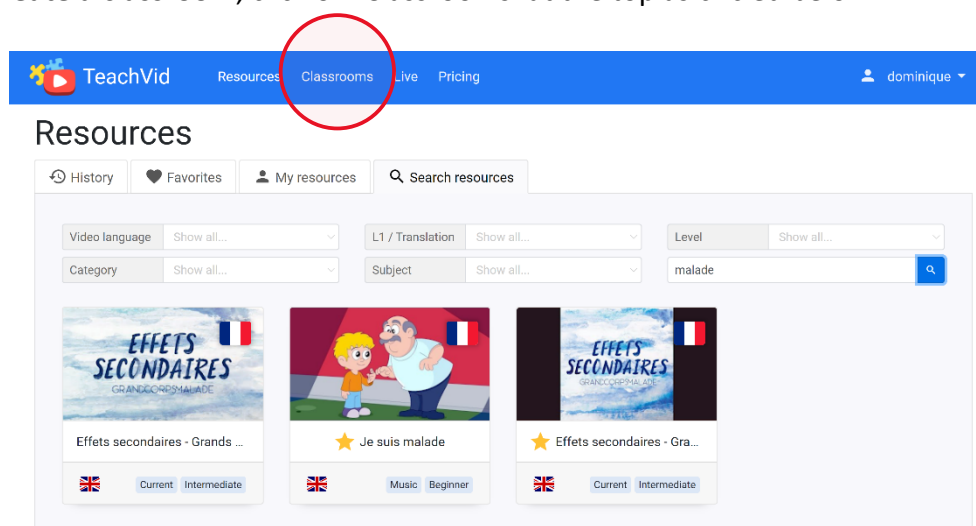 TeachVid Resources Classrooms Live Pricing dominique
Resources
History Favorites My resources Search resources
Video language Show all... L1 / Translation Show all... Level Show all...
Category Show all... Subject Show all... malade
EFFETS
SECONDAIRES
GRANDCORPSMALADE
EFFETS
SECONDAIRES
GRANDCORPSMALADE
Effets secondaires - Grands ... Je suis malade Effets secondaires - Gra...
Current Intermediate Music Beginner Current Intermediate